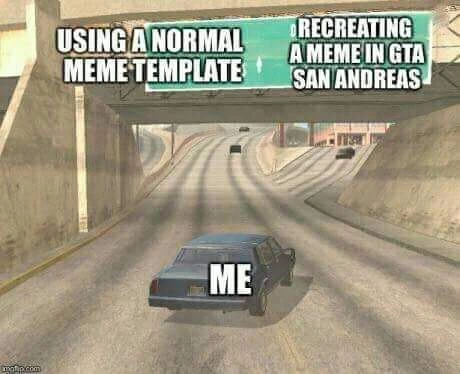 USING A NORMAL
MEME TEMPLATE
RECREATING
A MEME IN GTA
SAN ANDREAS
ME
imgflip.com